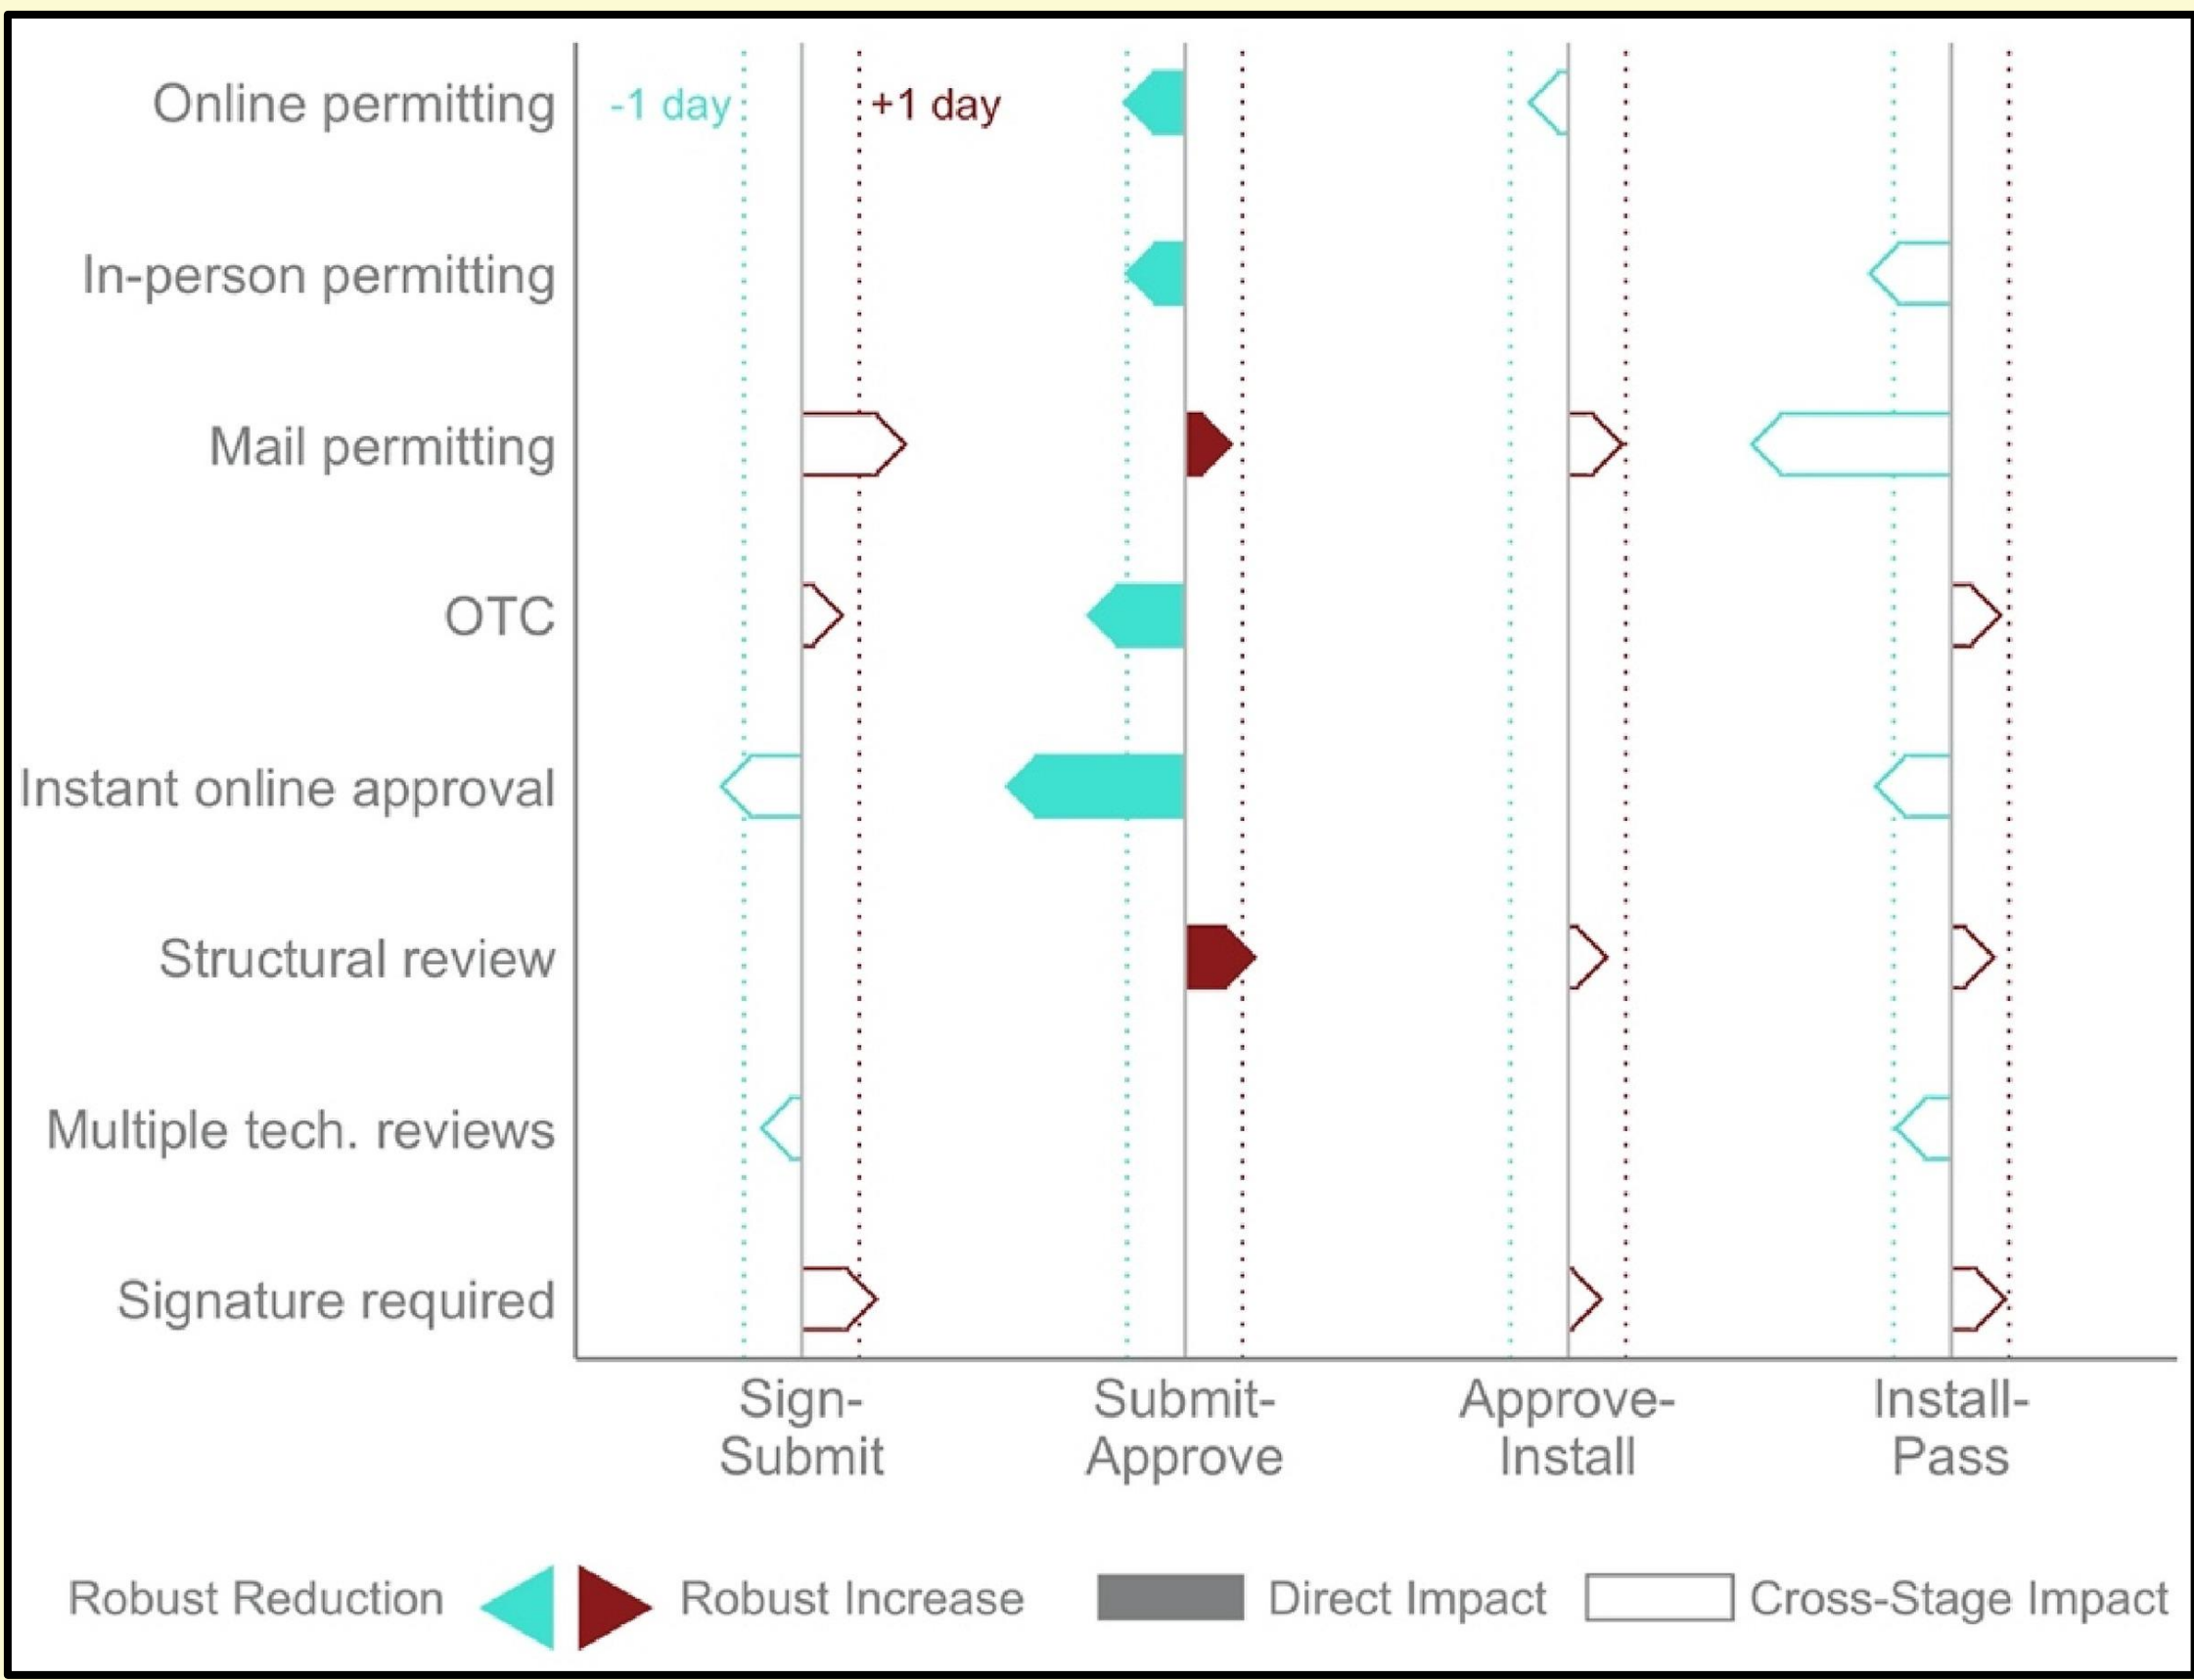 Online permitting
-1 day
+1 day
In-person permitting
Mail permitting
OTC
Instant online approval
Structural review
Multiple tech. reviews
Signature required
Sign-
Submit
Submit-
Approve
Approve-
Install
Install-
Pass
Robust Reduction
Robust Increase
Direct Impact
Cross-Stage Impact